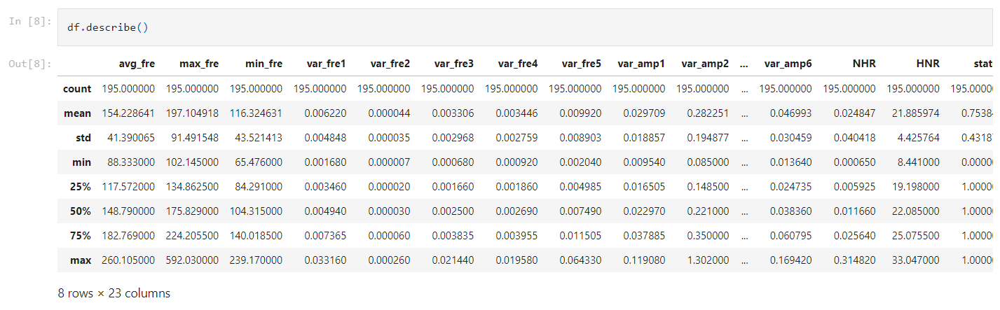 In [8]: df.describe()
Out[8]: avg_fre max_fre min_fre var_fre1 var_fre2 var_fre3 var_fre4 var_fre5 var_amp1 var_amp2 ... var_amp6 NHR HNR stat
count 195.000000 195.000000 195.000000 195.000000 195.000000 195.000000 195.000000 195.000000 195.000000 195.000000 ... 195.000000 195.000000 195.000000 195.0000
mean 154.228641 197.104918 116.324631 0.006220 0.000044 0.003306 0.003446 0.009920 0.029709 0.282251 ... 0.046993 0.024847 21.885974 0.7538
std 41.390065 91.491548 43.521413 0.004848 0.000035 0.002968 0.002759 0.008903 0.018857 0.194877 ... 0.030459 0.040418 4.425764 0.4318
min 88.333000 102.145000 65.476000 0.001680 0.000007 0.000680 0.000920 0.002040 0.009540 0.085000 ... 0.013640 0.000650 8.441000 0.0000
25% 117.572000 134.862500 84.291000 0.003460 0.000020 0.001660 0.001860 0.004985 0.016505 0.148500 ... 0.024735 0.005925 19.198000 1.0000
50% 148.790000 175.829000 104.315000 0.004940 0.000030 0.002500 0.002690 0.007490 0.022970 0.221000 ... 0.038360 0.011660 22.085000 1.0000
75% 182.769000 224.205500 140.018500 0.007365 0.000060 0.003835 0.003955 0.011505 0.037885 0.350000 ... 0.060795 0.025640 25.075500 1.0000
max 260.105000 592.030000 239.170000 0.033160 0.000260 0.021440 0.019580 0.064330 0.119080 1.302000 ... 0.169420 0.314820 33.047000 1.0000
8 rows × 23 columns